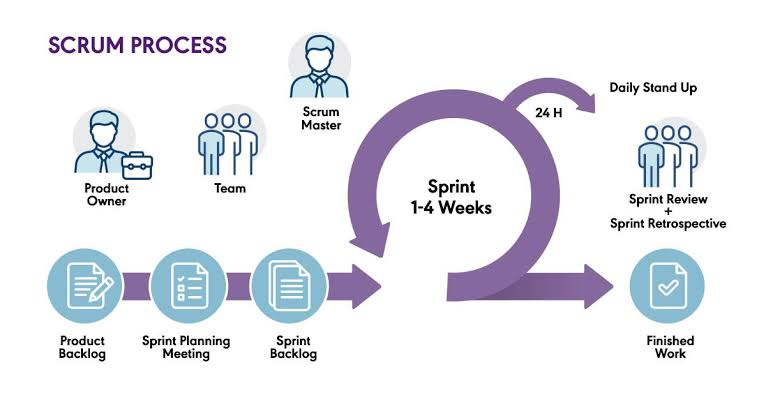 SCRUM PROCESS
Scrum
Master
Product
Owner
Team
24 H
Daily Stand Up
Sprint
1-4 Weeks
Sprint Review
+
Sprint Retrospective
Product
Backlog
Sprint Planning
Meeting
Sprint
Backlog
Finished
Work